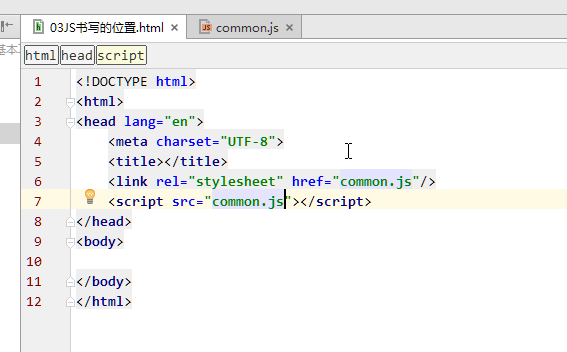 03JS书写的位置.html × common.js ×
基本
html head script
1 <!DOCTYPE html>
2 <html>
3 <head lang="en">
4 <meta charset="UTF-8">
5 <title></title>
6 <link rel="stylesheet" href="common.js"/>
7 <script src="common.js"></script>
8 </head>
9 <body>
10
11 </body>
12 </html>